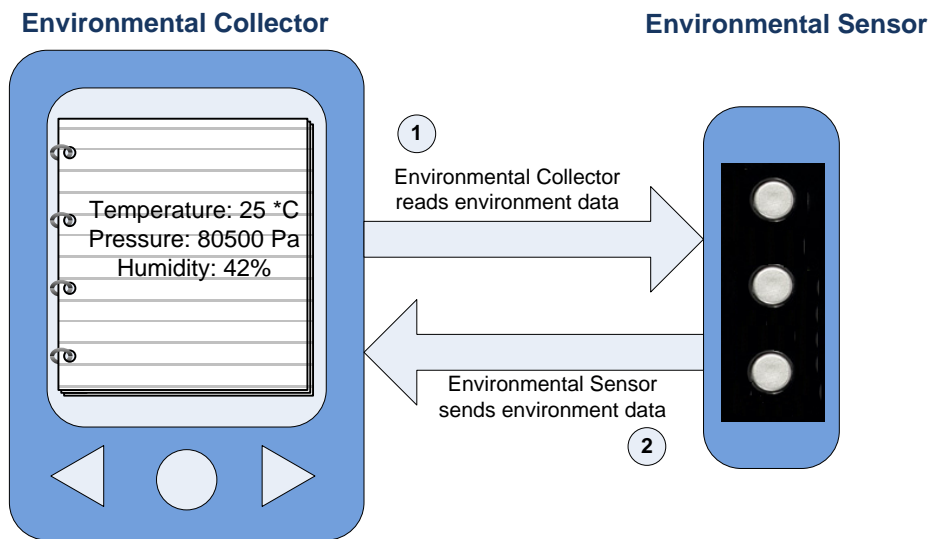 Environmental Collector
Environmental Sensor
1
Environmental Collector
reads environment data
Temperature: 25 *C
Pressure: 80500 Pa
Humidity: 42%
Environmental Sensor
sends environment data
2